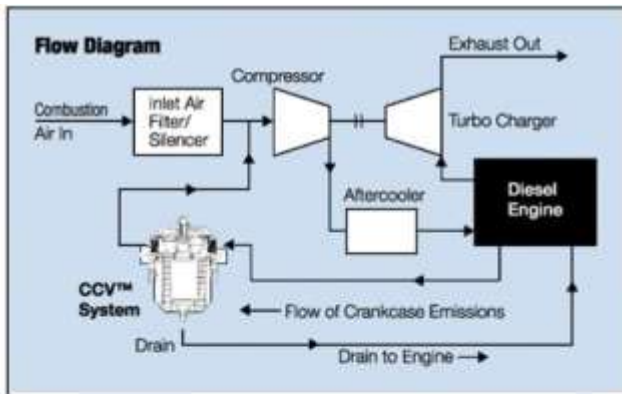 Flow Diagram
Exhaust Out
Compressor
Combustion
Air In
Inlet Air
Filter/
Silencer
Turbo Charger
Aftercooler
Diesel
Engine
CCV™
System
Flow of Crankcase Emissions
Drain
Drain to Engine